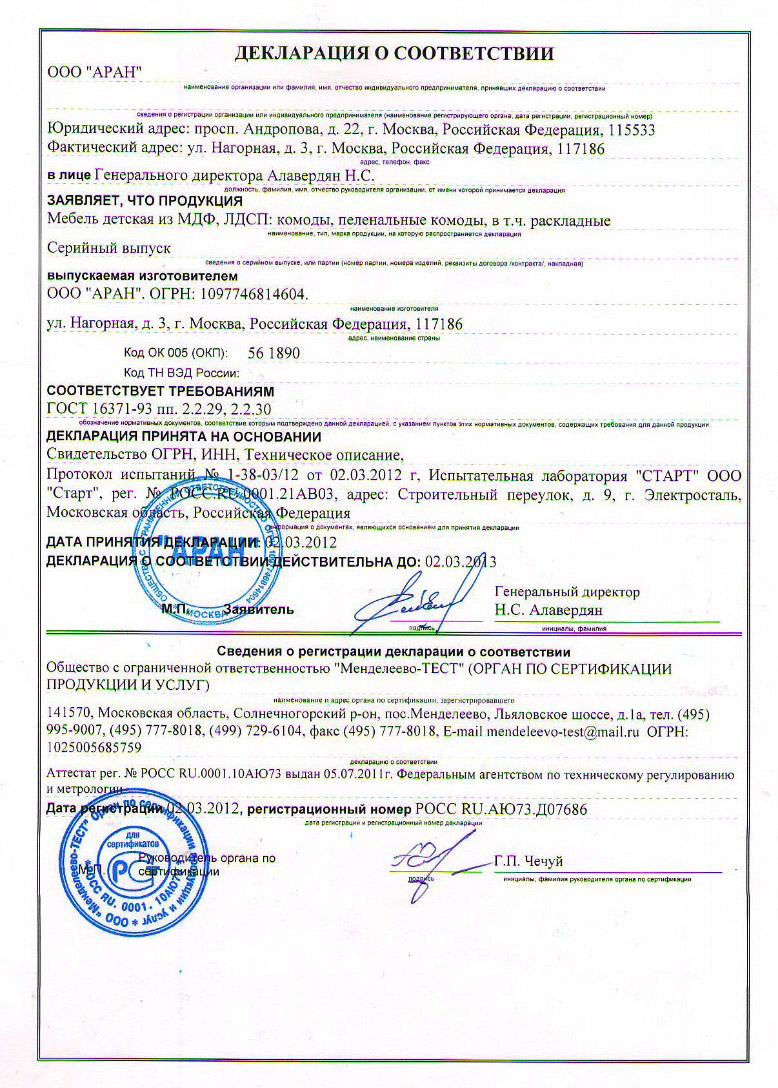 ДЕКЛАРАЦИЯ О СООТВЕТСТВИИ
ООО "АРАН"
наименование организации или фамилия, имя, отчество индивидуального предпринимателя, принявших декларацию о соответствии
сведения о регистрации организации или индивидуального предпринимателя (наименование регистрирующего органа, дата регистрации, регистрационный номер)
Юридический адрес: просп. Андропова, д. 22, г. Москва, Российская Федерация, 115533
Фактический адрес: ул. Нагорная, д. 3, г. Москва, Российская Федерация, 117186
адрес, телефон, факс
в лице Генерального директора Алавердян Н.С.
должность, фамилия, имя, отчество руководителя организации, от имени которой принимается декларация
ЗАЯВЛЯЕТ, ЧТО ПРОДУКЦИЯ
Мебель детская из МДФ, ЛДСП: комоды, пеленальные комоды, в т.ч. раскладные
наименование, тип, марка продукции, на которую распространяется декларация
Серийный выпуск
сведения о серийном выпуске, или партии (номер партии, номера изделий, реквизиты договора /контракта/, накладная)
выпускаемая изготовителем
ООО "АРАН". ОГРН: 1097746814604.
наименование изготовителя
ул. Нагорная, д. 3, г. Москва, Российская Федерация, 117186
адрес, наименование страны
Код ОК 005 (ОКП): 56 1890
Код ТН ВЭД России:
СООТВЕТСТВУЕТ ТРЕБОВАНИЯМ
ГОСТ 16371-93 пп. 2.2.29, 2.2.30
обозначение нормативных документов, соответствие которым подтверждено данной декларацией, с указанием пунктов этих нормативных документов, содержащих требования для данной продукции
ДЕКЛАРАЦИЯ ПРИНЯТА НА ОСНОВАНИИ
Свидетельство ОГРН, ИНН, Техническое описание,
Протокол испытаний № 1-38-03/12 от 02.03.2012 г, Испытательная лаборатория "СТАРТ" ООО
"Старт", рег. № РОСС.RU.0001.21АВ03, адрес: Строительный переулок, д. 9, г. Электросталь,
Московская область, Российская Федерация
информация о документах, являющихся основанием для принятия декларации
ДАТА ПРИНЯТИЯ ДЕКЛАРАЦИИ: 02.03.2012
ДЕКЛАРАЦИЯ О СООТВЕТСТВИИ ДЕЙСТВИТЕЛЬНА ДО: 02.03.2013
ОБЩЕСТВО С ОГРАНИЧЕННОЙ ОТВЕТСТВЕННОСТЬЮ ОГРН 1097746814604
"АРАН"
МОСКВА
Генеральный директор
М.П. Заявитель Н.С. Алавердян
подпись инициалы, фамилия
Сведения о регистрации декларации о соответствии
Общество с ограниченной ответственностью "Менделеево-ТЕСТ" (ОРГАН ПО СЕРТИФИКАЦИИ
ПРОДУКЦИИ И УСЛУГ)
наименование и адрес органа по сертификации, зарегистрировавшего
141570, Московская область, Солнечногорский р-он, пос.Менделеево, Льяловское шоссе, д.1а, тел. (495)
995-9007, (495) 777-8018, (499) 729-6104, факс (495) 777-8018, E-mail mendeleevo-test@mail.ru ОГРН:
1025005685759
декларацию о соответствии
Аттестат рег. № РОСС RU.0001.10АЮ73 выдан 05.07.2011г. Федеральным агентством по техническому регулированию
и метрологии
Дата регистрации 02.03.2012, регистрационный номер РОСС RU.АЮ73.Д07686
дата регистрации и регистрационный номер декларации
ООО "Менделеево-ТЕСТ" Орган по сертификации продукции и услуг
для
сертификатов
РСТ
РОСС RU. 0001. 10АЮ73
М.П. Руководитель органа по
сертификации
Г.П. Чечуй
подпись инициалы, фамилия руководителя органа по сертификации